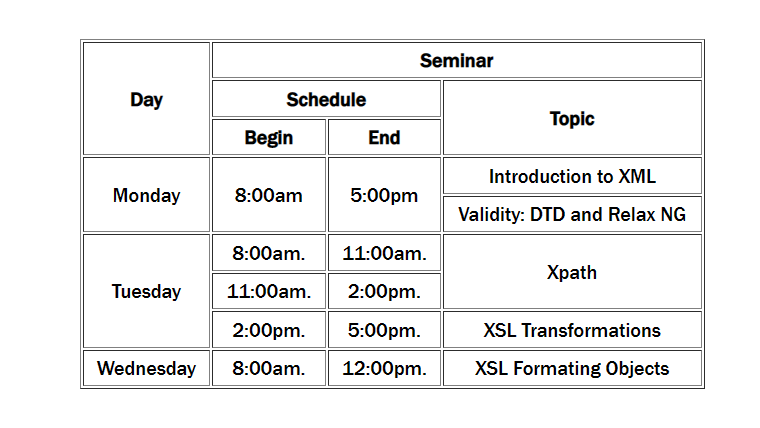 Seminar
Day
Schedule
Topic
Begin End
Introduction to XML
Monday 8:00am 5:00pm
Validity: DTD and Relax NG
8:00am. 11:00am.
Xpath
Tuesday 11:00am. 2:00pm.
2:00pm. 5:00pm. XSL Transformations
Wednesday 8:00am. 12:00pm. XSL Formating Objects